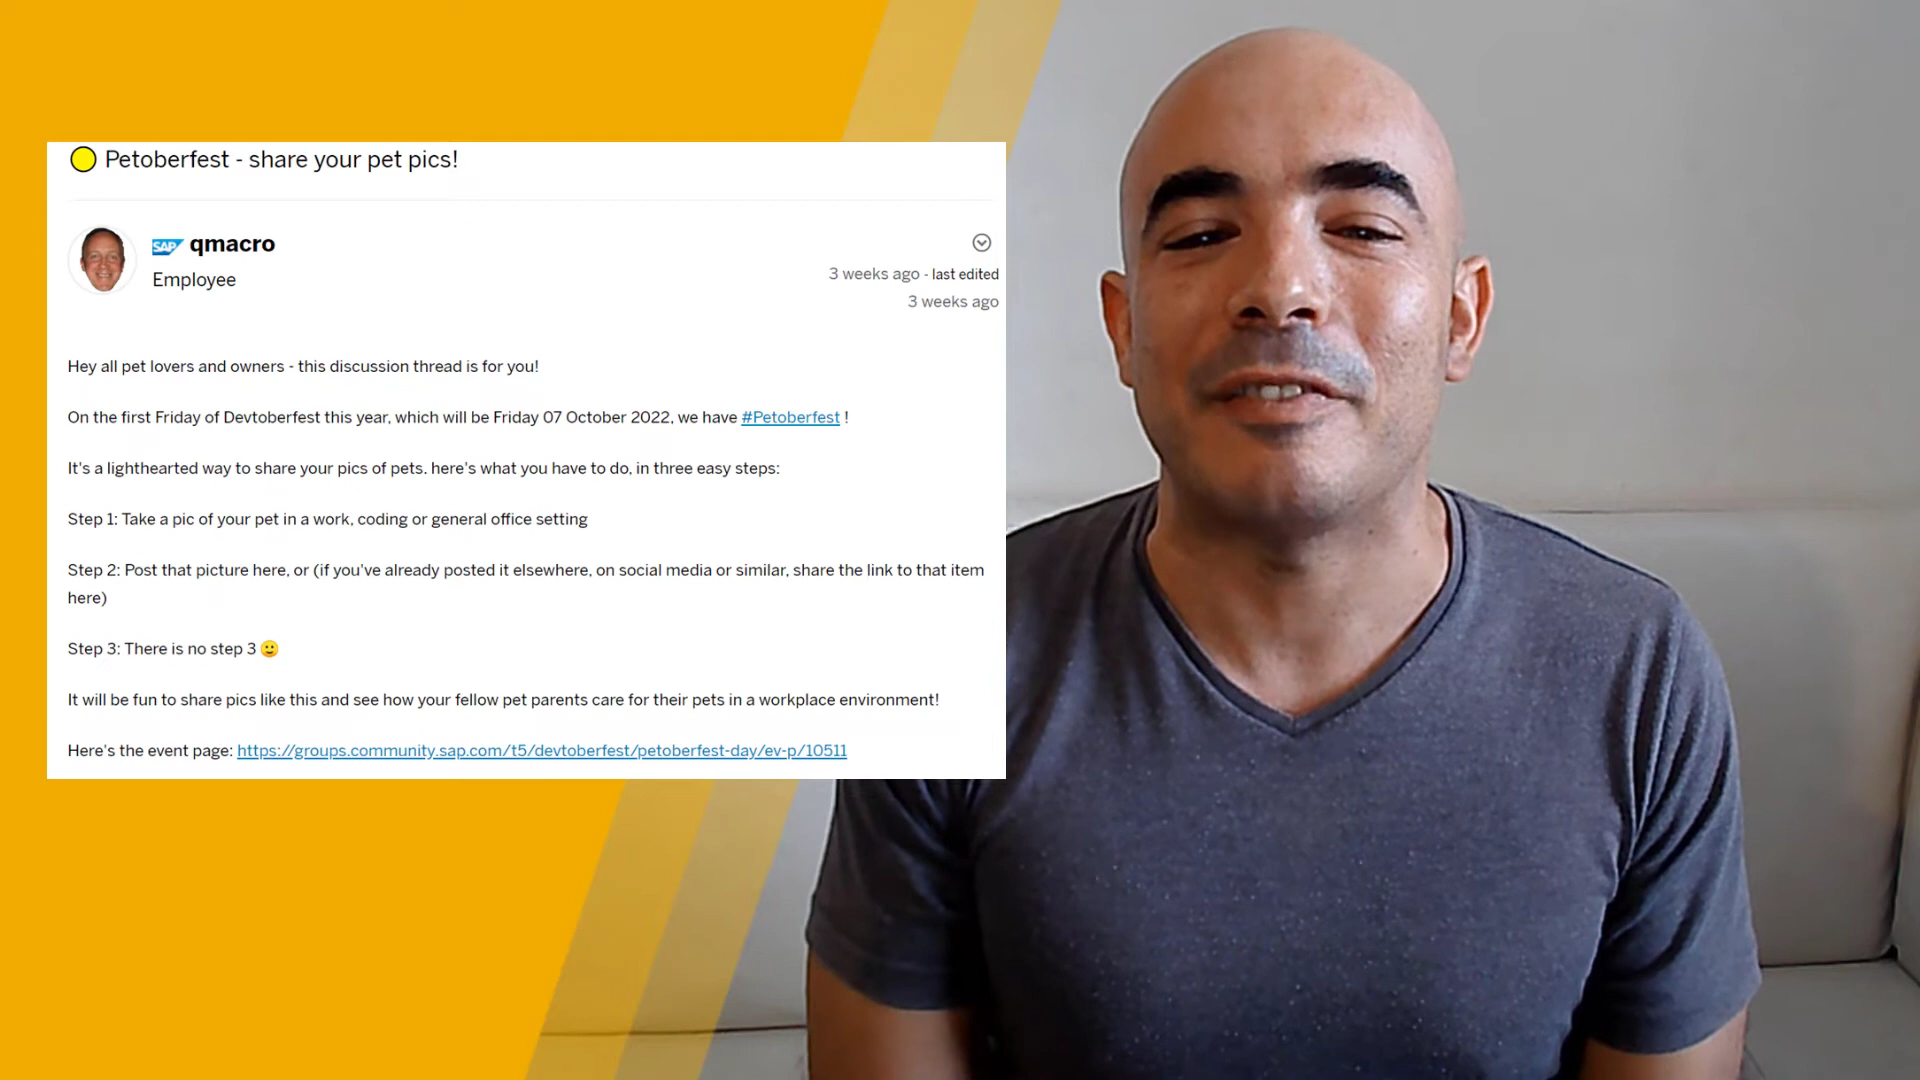 Petoberfest - share your pet pics!
SAP qmacro
Employee
3 weeks ago - last edited
3 weeks ago
Hey all pet lovers and owners - this discussion thread is for you!
On the first Friday of Devtoberfest this year, which will be Friday 07 October 2022, we have #Petoberfest !
It's a lighthearted way to share your pics of pets. here's what you have to do, in three easy steps:
Step 1: Take a pic of your pet in a work, coding or general office setting
Step 2: Post that picture here, or (if you've already posted it elsewhere, on social media or similar, share the link to that item
here)
Step 3: There is no step 3 🙂
It will be fun to share pics like this and see how your fellow pet parents care for their pets in a workplace environment!
Here's the event page: https://groups.community.sap.com/t5/devtoberfest/petoberfest-day/ev-p/10511